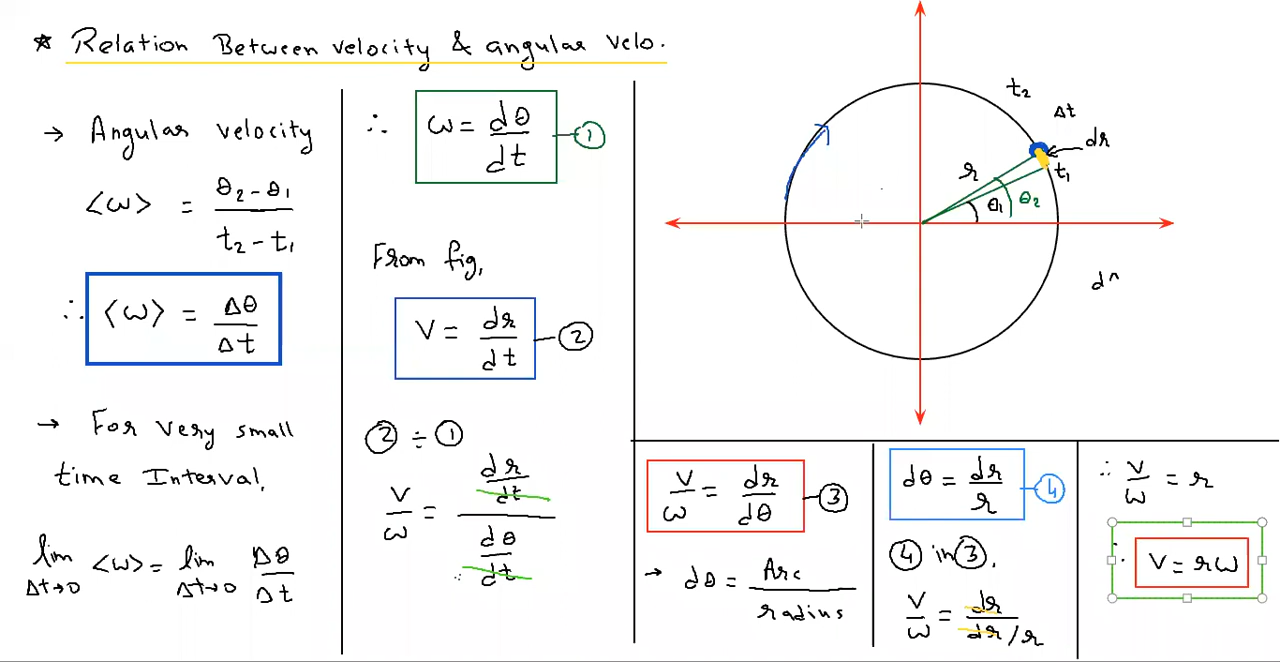 * Relation Between velocity & angular velo.
→ Angular velocity
<ω> = θ2 - θ1 / t2 - t1
∴ <ω> = Δθ / Δt
→ For very small
time Interval,
lim Δt→0 <ω> = lim Δt→0 Δθ / Δt
∴ ω = dθ / dt —①
From fig,
V = dr / dt —②
② ÷ ①
V / ω = dr/dt / dθ/dt
t2
Δt
dr
t1
r
θ1
θ2
d^
V / ω = dr / dθ —③
→ dθ = Arc / radius
dθ = dr / r —④
④ in ③,
V / ω = dr / dr/r
∴ V / ω = r
∴ V = rω